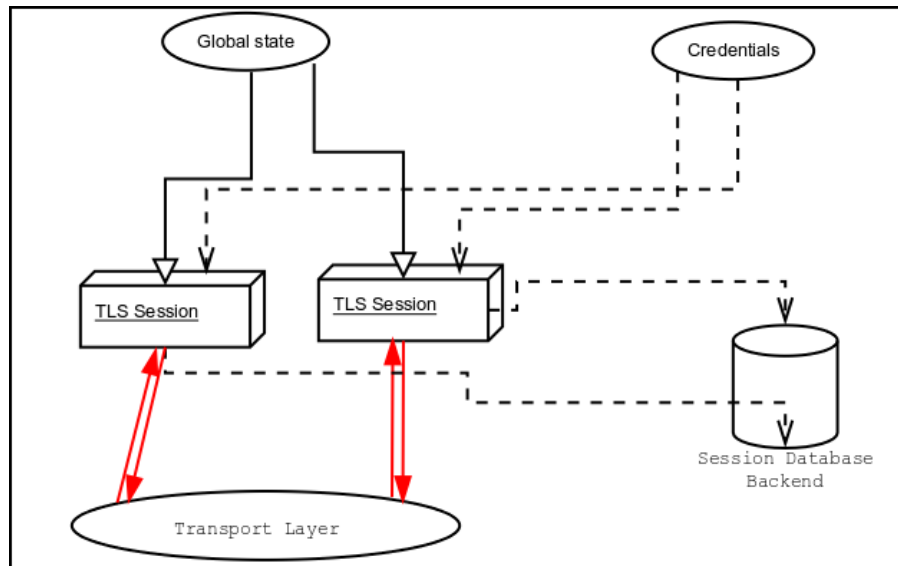 Global state
Credentials
TLS Session
TLS Session
Session Database
Backend
Transport Layer